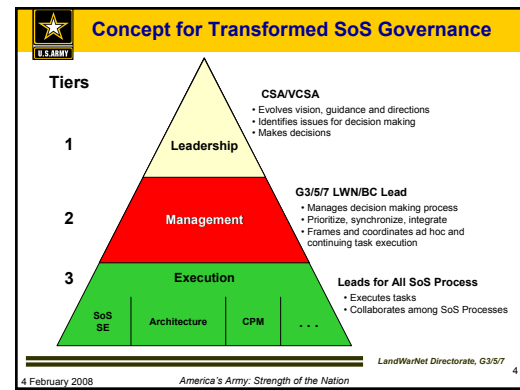 Concept for Transformed SoS Governance
U.S.ARMY
Tiers
1
Leadership
CSA/VCSA
• Evolves vision, guidance and directions
• Identifies issues for decision making
• Makes decisions
2
Management
G3/5/7 LWN/BC Lead
• Manages decision making process
• Prioritize, synchronize, integrate
• Frames and coordinates ad hoc and
continuing task execution
3
Execution
SoS
SE
Architecture
CPM
. . .
Leads for All SoS Process
• Executes tasks
• Collaborates among SoS Processes
LandWarNet Directorate, G3/5/7
4 February 2008
America's Army: Strength of the Nation
4